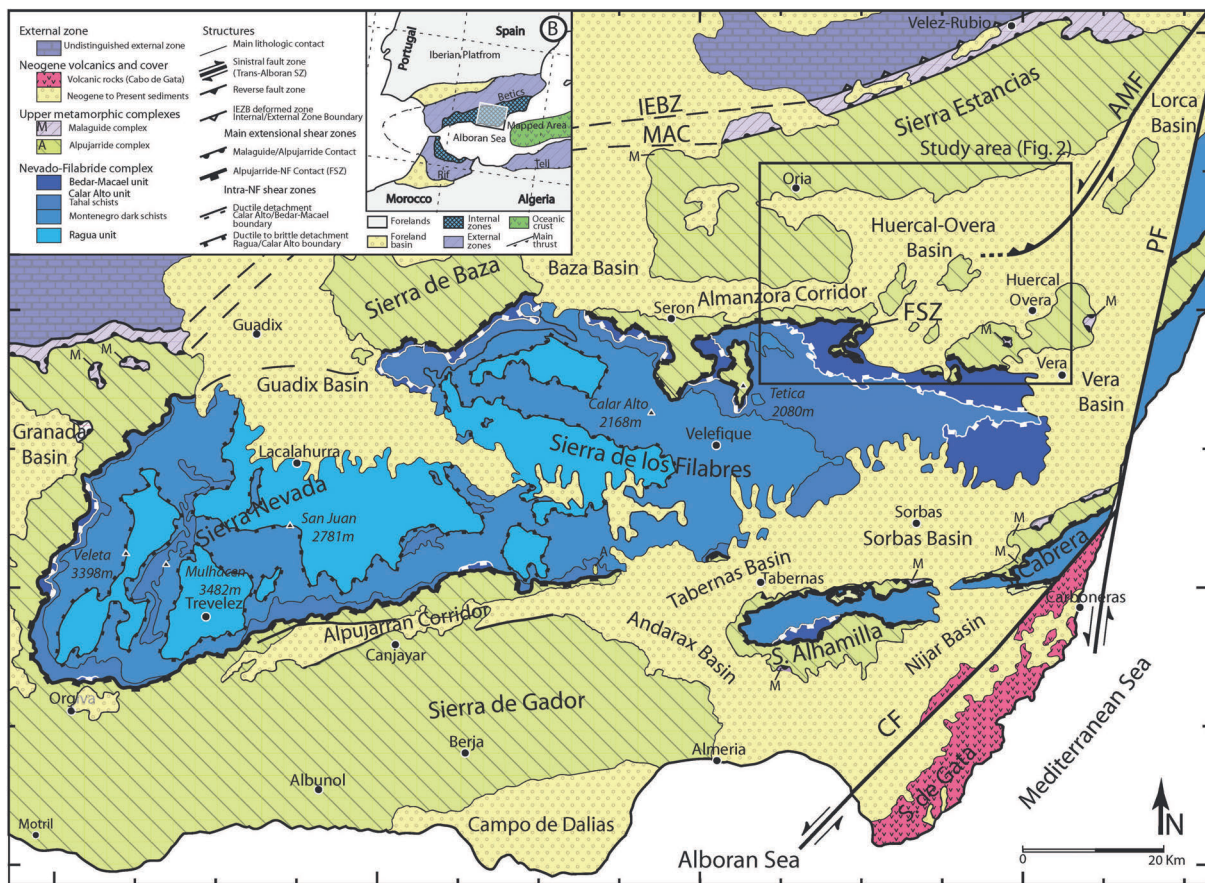 External zone
Undistinguished external zone
Neogene volcanics and cover
Volcanic rocks (Cabo de Gata)
Neogene to Present sediments
Upper metamorphic complexes
M
Malaguide complex
A
Alpujarride complex
Nevado-Filabride complex
Bedar-Macael unit
Calar Alto unit
Tahal schists
Montenegro dark schists
Ragua unit
Structures
Main lithologic contact
Sinistral fault zone
(Trans-Alboran SZ)
Reverse fault zone
IEZB deformed zone
Internal/External Zone Boundary
Main extensional shear zones
Malaguide/Alpujarride Contact
Alpujarride-NF Contact (FSZ)
Intra-NF shear zones
Ductile detachment
Calar Alto/Bedar-Macael
boundary
Ductile to brittle detachment
Ragua/Calar Alto boundary
B
Portugal
Spain
Iberian Platfrom
Betics
Mapped Area
Alboran Sea
Rif
Tell
Morocco
Algeria
Forelands
Foreland
basin
Internal
zones
External
zones
Oceanic
crust
Main
thrust
Velez-Rubio
IEBZ
MAC
M
Sierra Estancias
AMF
Lorca
Basin
Study area (Fig. 2)
Oria
Huercal-Overa
Basin
PF
Huercal
Overa
M
M
Sierra de Baza
Baza Basin
Almanzora Corridor
Seron
FSZ
Guadix
Guadix Basin
M
M
Vera
Vera
Basin
Calar Alto
2168m
Tetica
2080m
Velefique
Sierra de los Filabres
Granada
Basin
Lacalahurra
Sierra Nevada
San Juan
2781m
Veleta
3398m
Mulhacen
3482m
Trevelez
Sorbas
Sorbas Basin
M
M
M
Cabrera
A
Tabernas Basin
Tabernas
Carboneras
Alpujarran Corridor
Canjayar
Andarax Basin
S. Alhamilla
M
Nijar Basin
Orgiva
Sierra de Gador
Berja
Almeria
CF
S. de Gata
Mediterranean Sea
Albunol
Motril
Campo de Dalias
Alboran Sea
N
0
20 Km